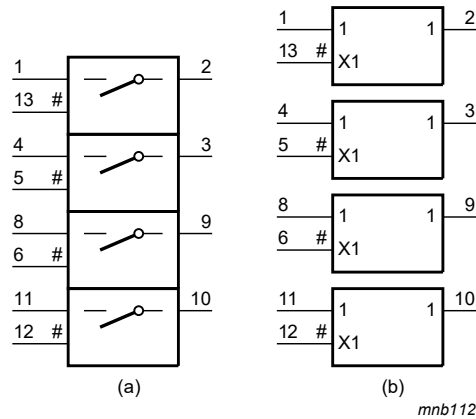 1 2
13 #
4 3
5 #
8 9
6 #
11 10
12 #
(a)
1 1 1 2
13 # X1
4 1 1 3
5 # X1
8 1 1 9
6 # X1
11 1 1 10
12 # X1
(b)
mnb112